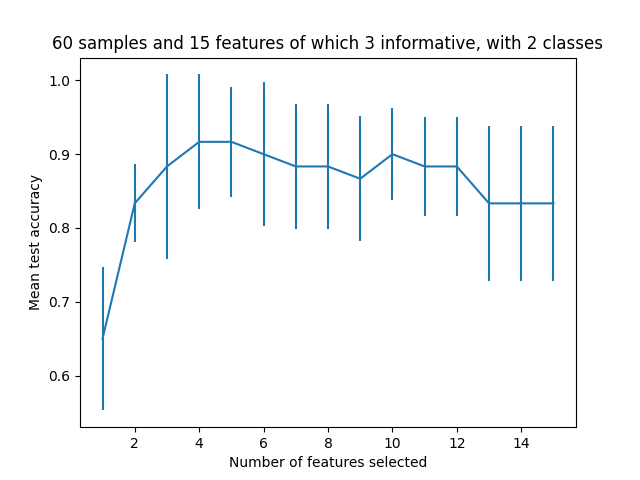 60 samples and 15 features of which 3 informative, with 2 classes
Mean test accuracy
1.0
0.9
0.8
0.7
0.6
2 4 6 8 10 12 14
Number of features selected